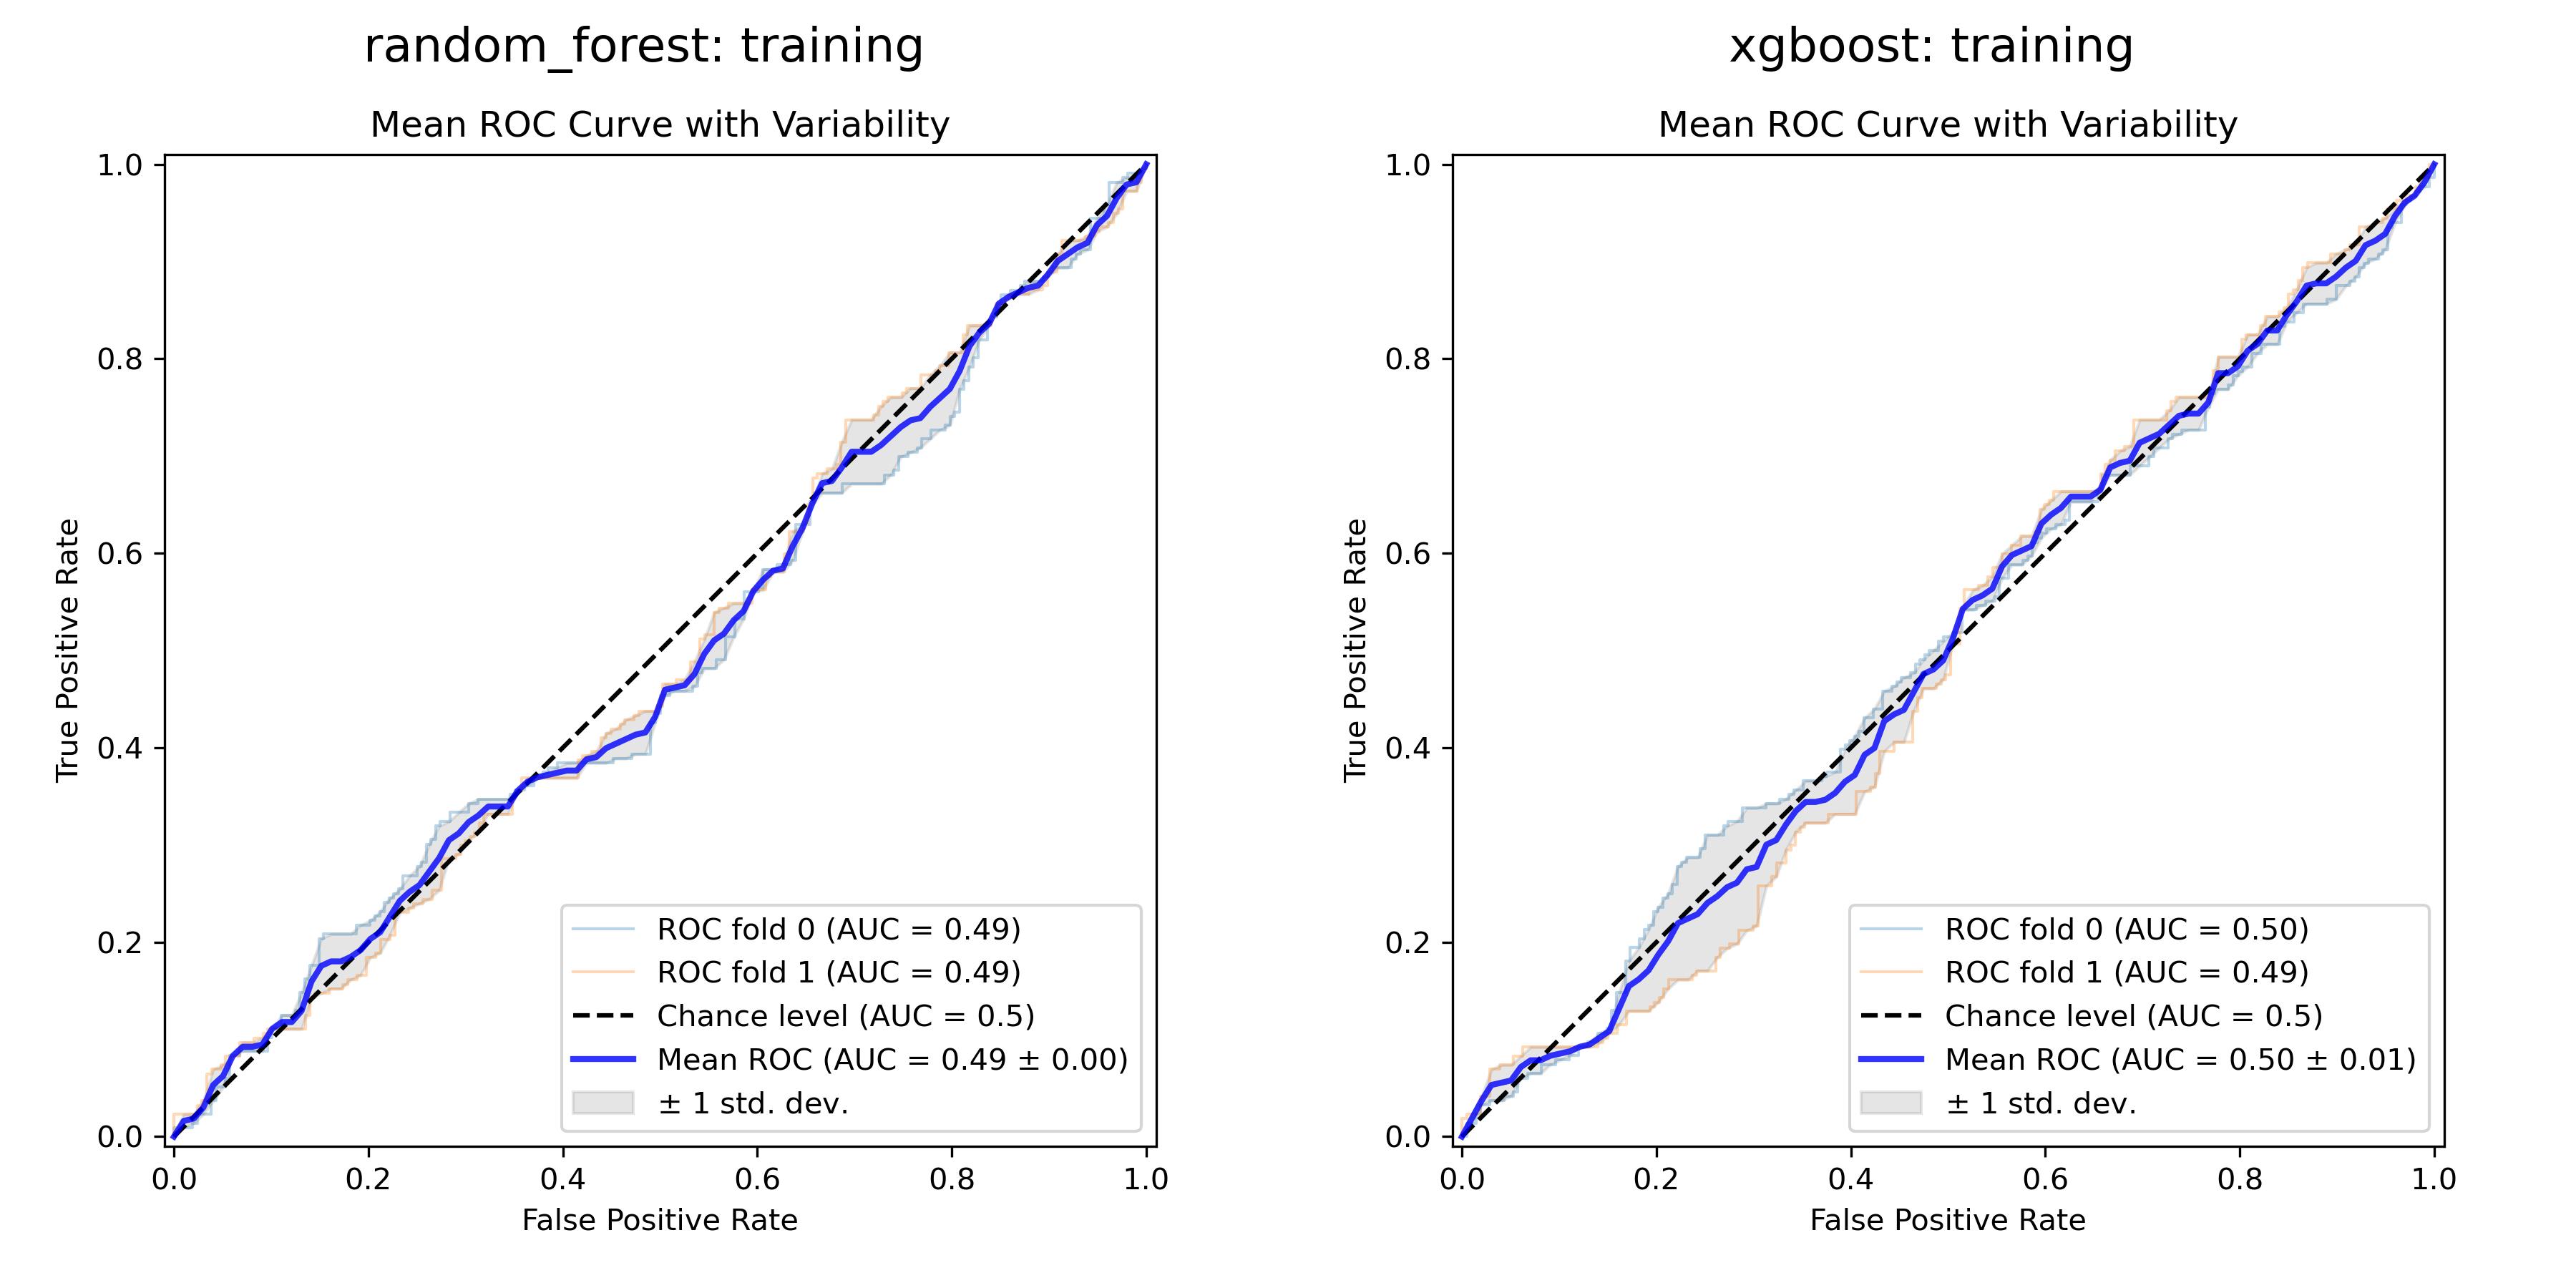 random_forest: training
Mean ROC Curve with Variability
1.0
0.8
0.6
0.4
0.2
0.0
True Positive Rate
ROC fold 0 (AUC = 0.49)
ROC fold 1 (AUC = 0.49)
Chance level (AUC = 0.5)
Mean ROC (AUC = 0.49 ± 0.00)
± 1 std. dev.
0.0 0.2 0.4 0.6 0.8 1.0
False Positive Rate
xgboost: training
Mean ROC Curve with Variability
1.0
0.8
0.6
0.4
0.2
0.0
True Positive Rate
ROC fold 0 (AUC = 0.50)
ROC fold 1 (AUC = 0.49)
Chance level (AUC = 0.5)
Mean ROC (AUC = 0.50 ± 0.01)
± 1 std. dev.
0.0 0.2 0.4 0.6 0.8 1.0
False Positive Rate